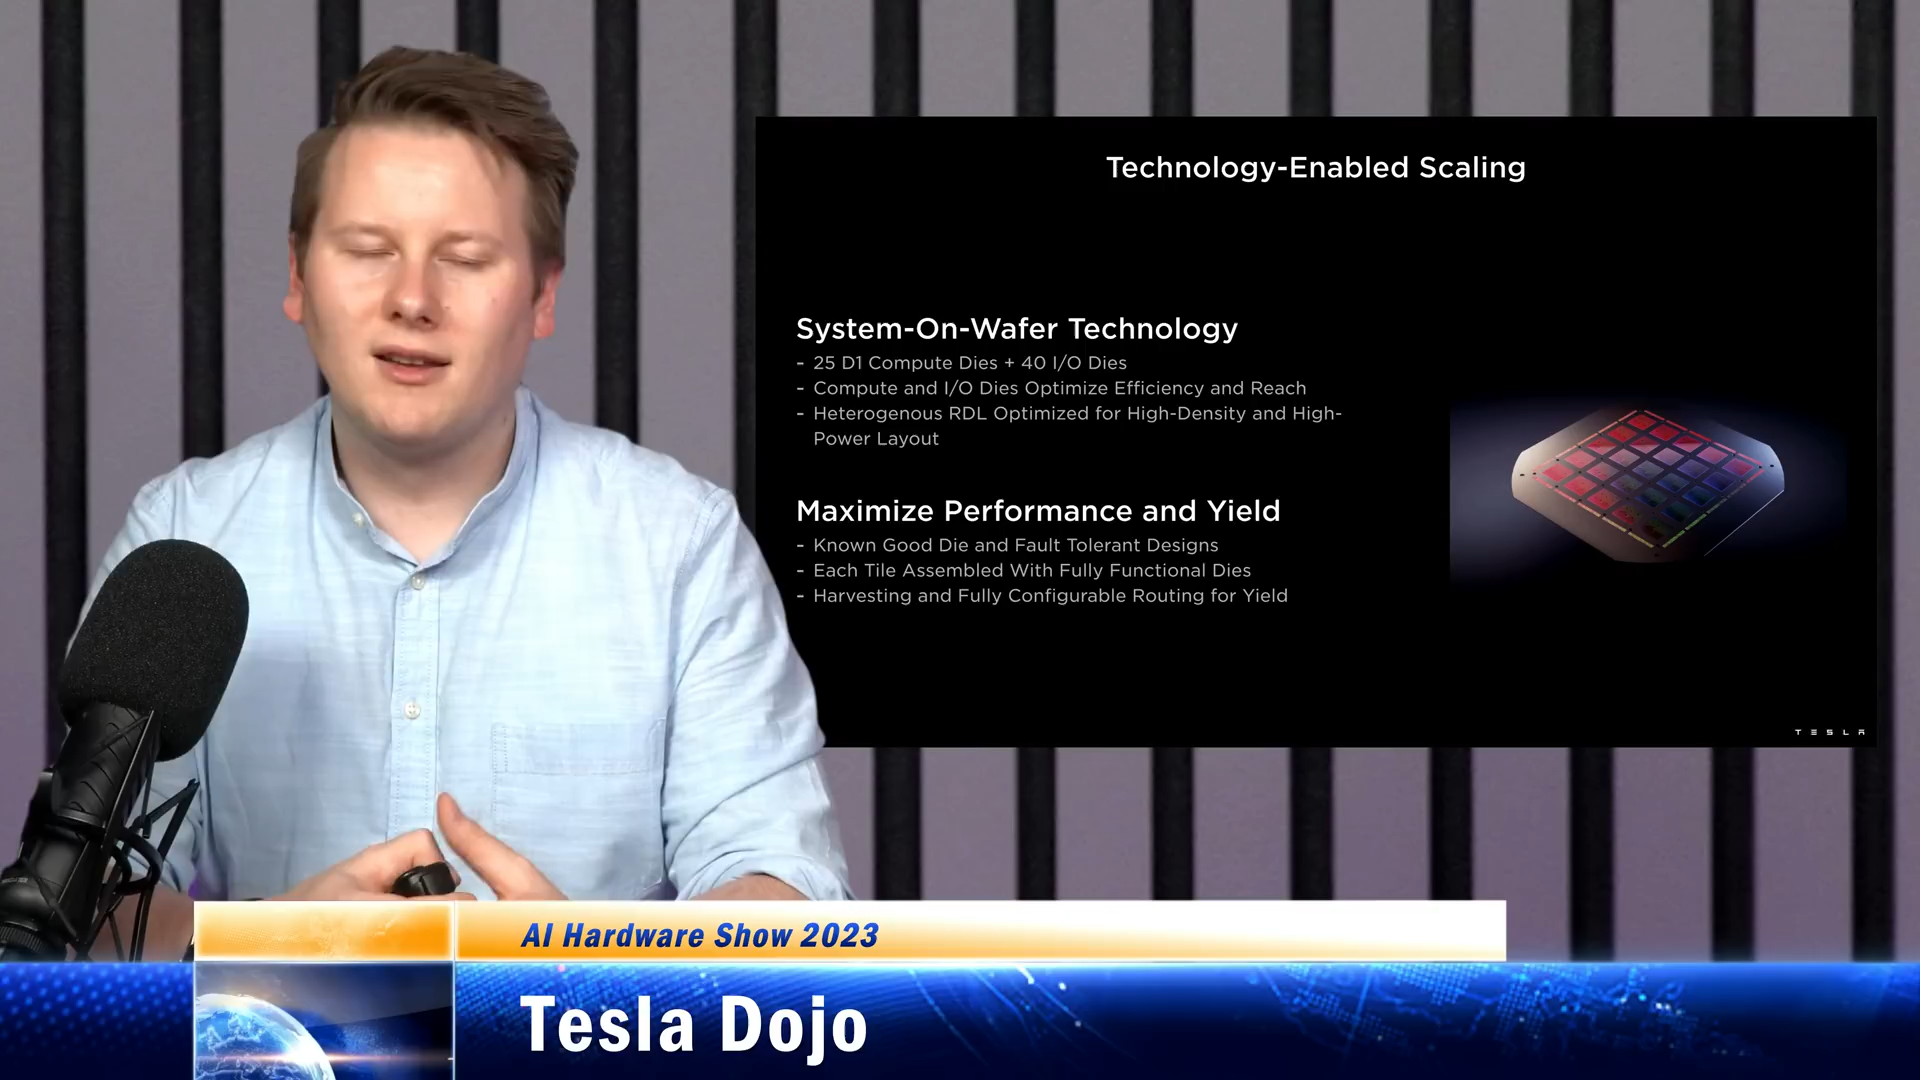 Technology-Enabled Scaling
System-On-Wafer Technology
- 25 D1 Compute Dies + 40 I/O Dies
- Compute and I/O Dies Optimize Efficiency and Reach
- Heterogenous RDL Optimized for High-Density and High-
Power Layout
Maximize Performance and Yield
- Known Good Die and Fault Tolerant Designs
- Each Tile Assembled With Fully Functional Dies
- Harvesting and Fully Configurable Routing for Yield
TESLA
AI Hardware Show 2023
Tesla Dojo